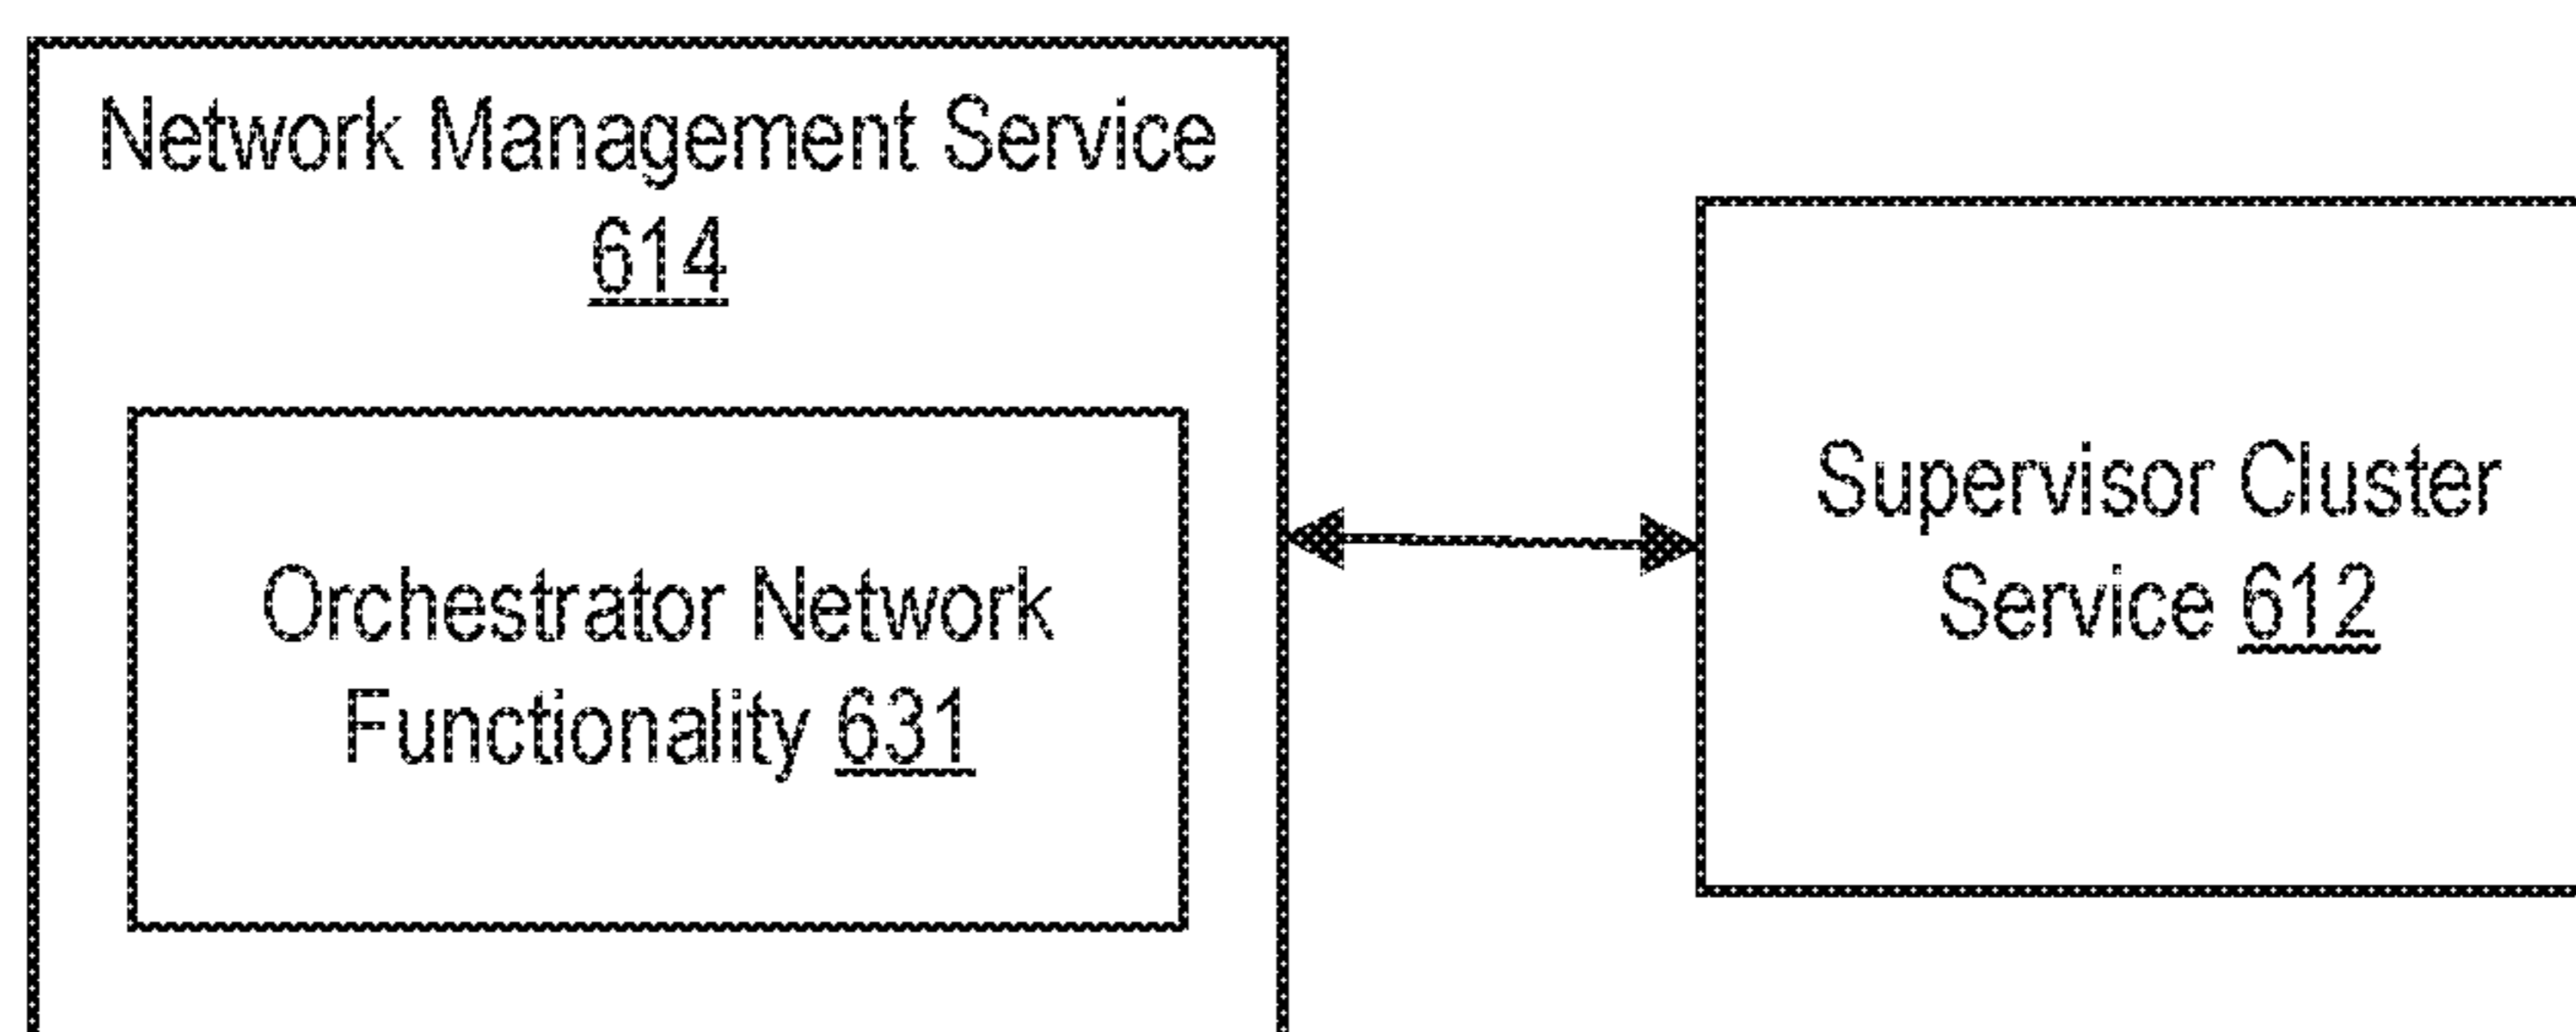 Network Management Service
614
Orchestrator Network
Functionality 631
Supervisor Cluster
Service 612